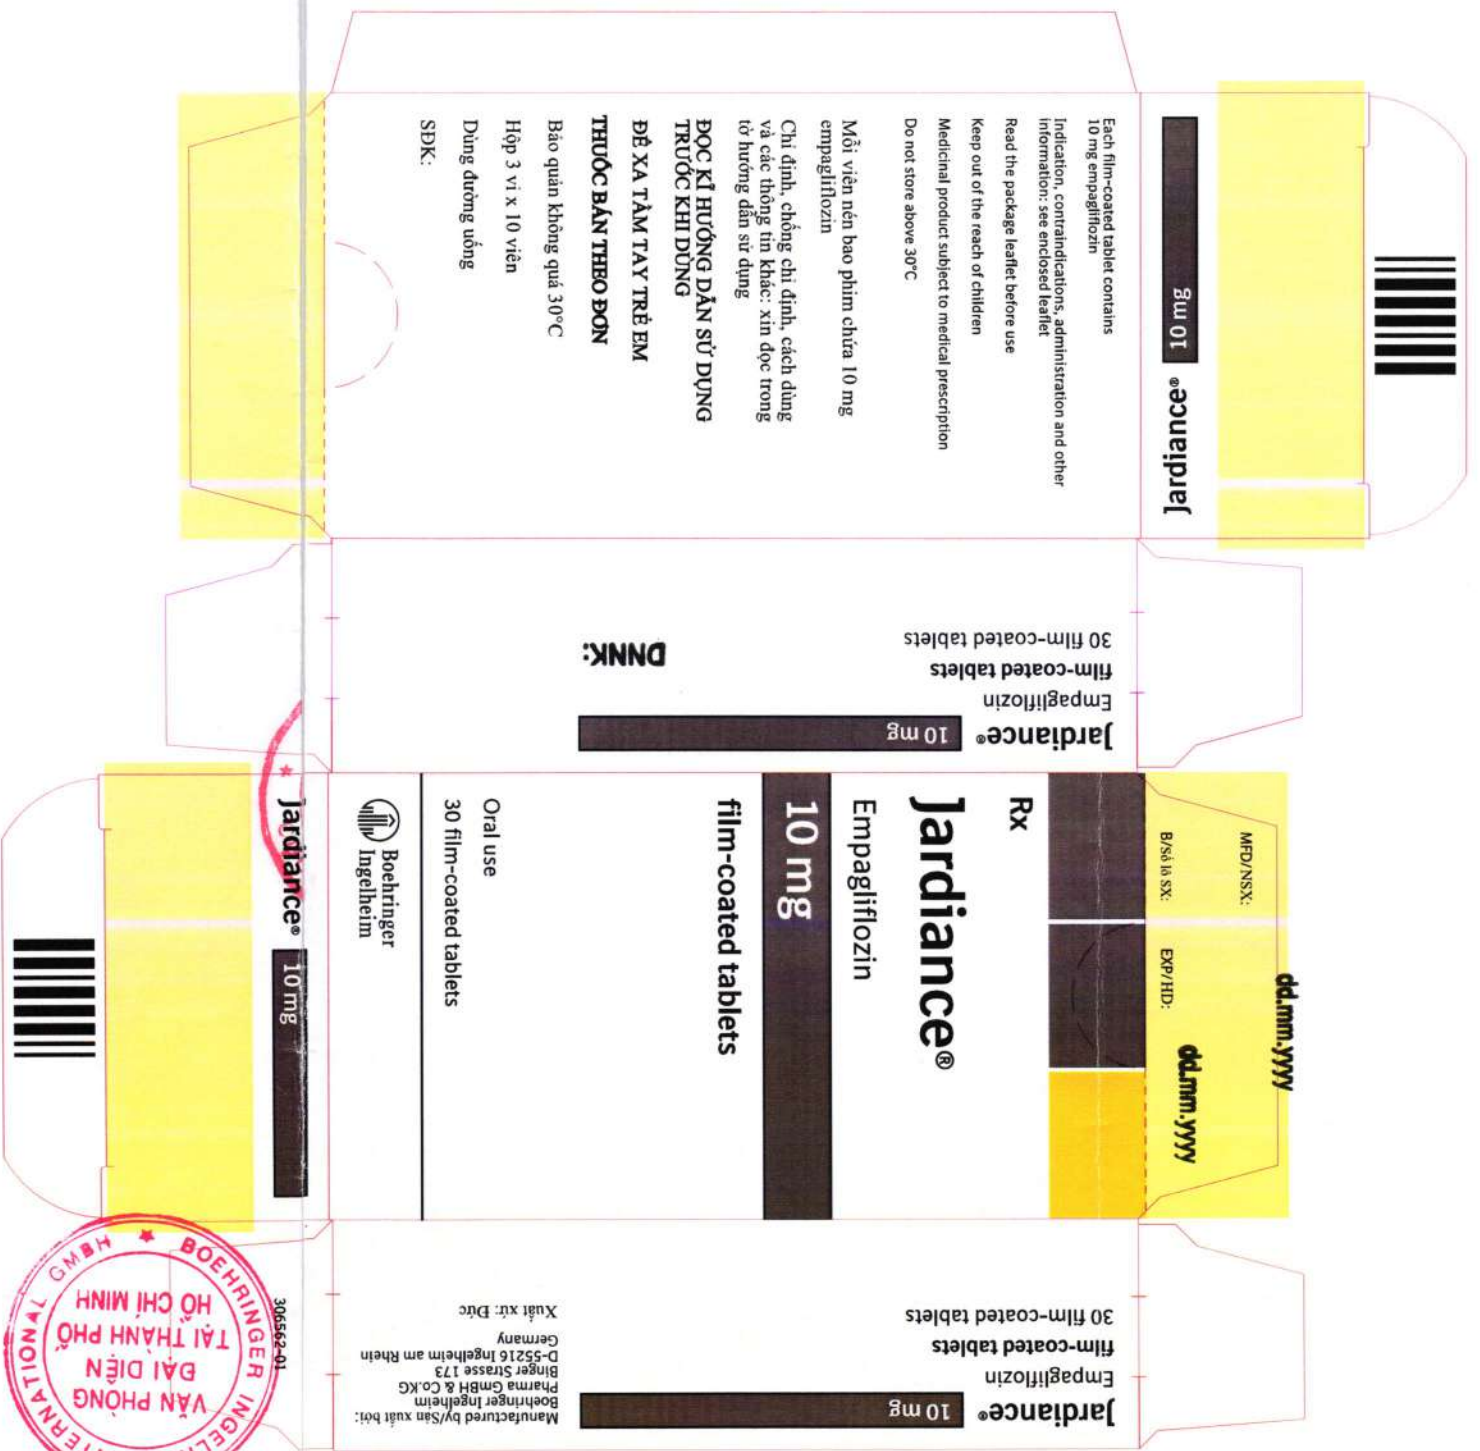 Each film-coated tablet contains
10 mg empagliflozin
Indication, contraindications, administration and other
information: see enclosed leaflet
Read the package leaflet before use
Keep out of the reach of children
Medicinal product subject to medical prescription
Do not store above 30°C
Mỗi viên nén bao phim chứa 10 mg
empagliflozin
Chỉ định, chống chỉ định, cách dùng
và các thông tin khác: xin đọc trong
tờ hướng dẫn sử dụng
ĐỌC KĨ HƯỚNG DẪN SỬ DỤNG
TRƯỚC KHI DÙNG
ĐỂ XA TẦM TAY TRẺ EM
THUỐC BÁN THEO ĐƠN
Bảo quản không quá 30°C
Hộp 3 vỉ x 10 viên
Dùng đường uống
SĐK:
10 mg Jardiance®
Jardiance® 10 mg
Empagliflozin
film-coated tablets
30 film-coated tablets
DNNK:
MFD/NSX: dd.mm.yyyy
B/Số lô SX: EXP/HD: dd.mm.yyyy
Rx
Jardiance®
Empagliflozin
10 mg
film-coated tablets
Oral use
30 film-coated tablets
Boehringer
Ingelheim
Jardiance® 10 mg
Jardiance® 10 mg
Empagliflozin
film-coated tablets
30 film-coated tablets
Manufactured by/Sản xuất bởi:
Boehringer Ingelheim
Pharma GmbH & Co.KG
Binger Strasse 173
D-55216 Ingelheim am Rhein
Germany
Xuất xứ: Đức
306562-01
BOEHRINGER
GMBH
VĂN PHÒNG
ĐẠI DIỆN
TẠI THÀNH PHỐ
HỒ CHÍ MINH